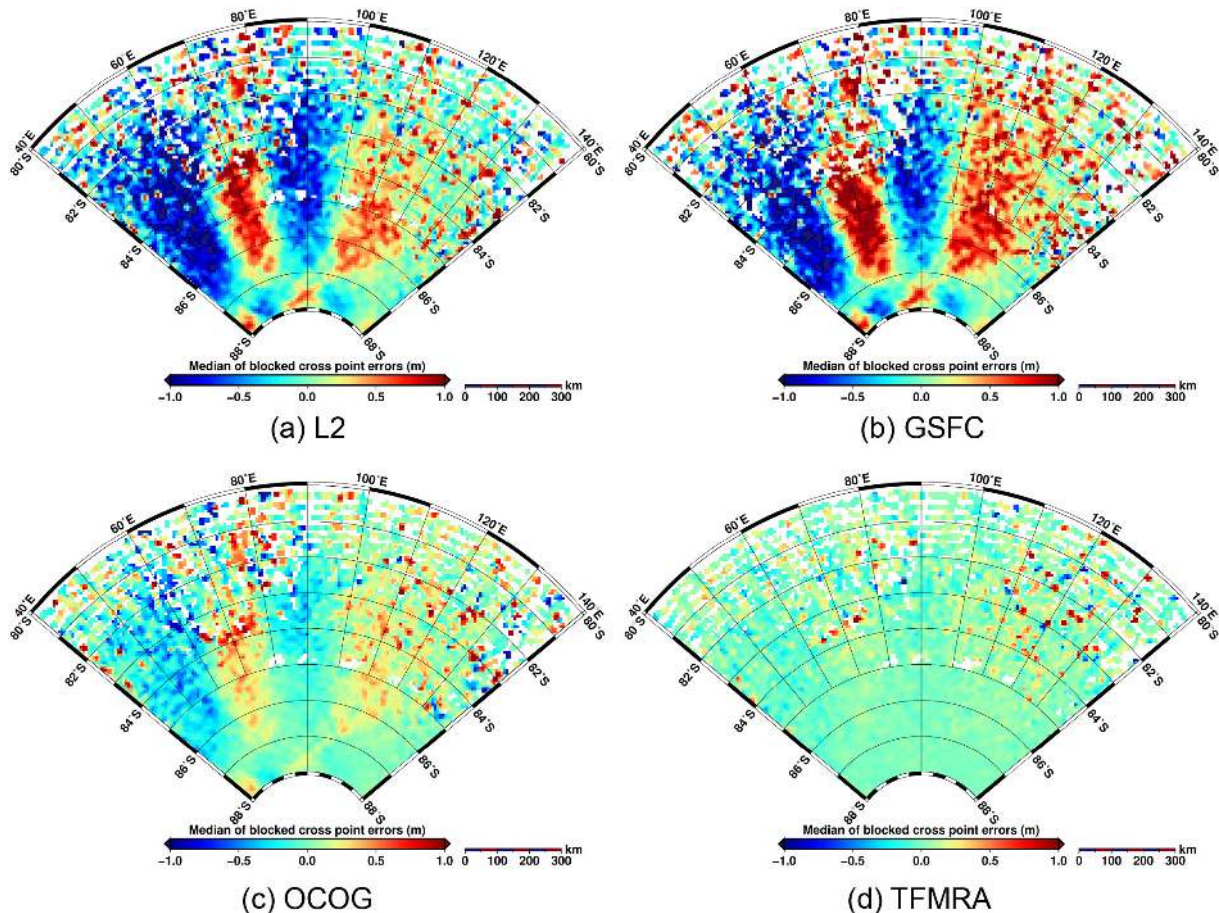 80°E 100°E
60°E 120°E
40°E 140°E
80°S 80°S
82°S 82°S
84°S 84°S
86°S 86°S
88°S 88°S
Median of blocked cross point errors (m)
−1.0 −0.5 0.0 0.5 1.0
km
0 100 200 300
(a) L2
80°E 100°E
60°E 120°E
40°E 140°E
80°S 80°S
82°S 82°S
84°S 84°S
86°S 86°S
88°S 88°S
Median of blocked cross point errors (m)
−1.0 −0.5 0.0 0.5 1.0
km
0 100 200 300
(b) GSFC
80°E 100°E
60°E 120°E
40°E 140°E
80°S 80°S
82°S 82°S
84°S 84°S
86°S 86°S
88°S 88°S
Median of blocked cross point errors (m)
−1.0 −0.5 0.0 0.5 1.0
km
0 100 200 300
(c) OCOG
80°E 100°E
60°E 120°E
40°E 140°E
80°S 80°S
82°S 82°S
84°S 84°S
86°S 86°S
88°S 88°S
Median of blocked cross point errors (m)
−1.0 −0.5 0.0 0.5 1.0
km
0 100 200 300
(d) TFMRA